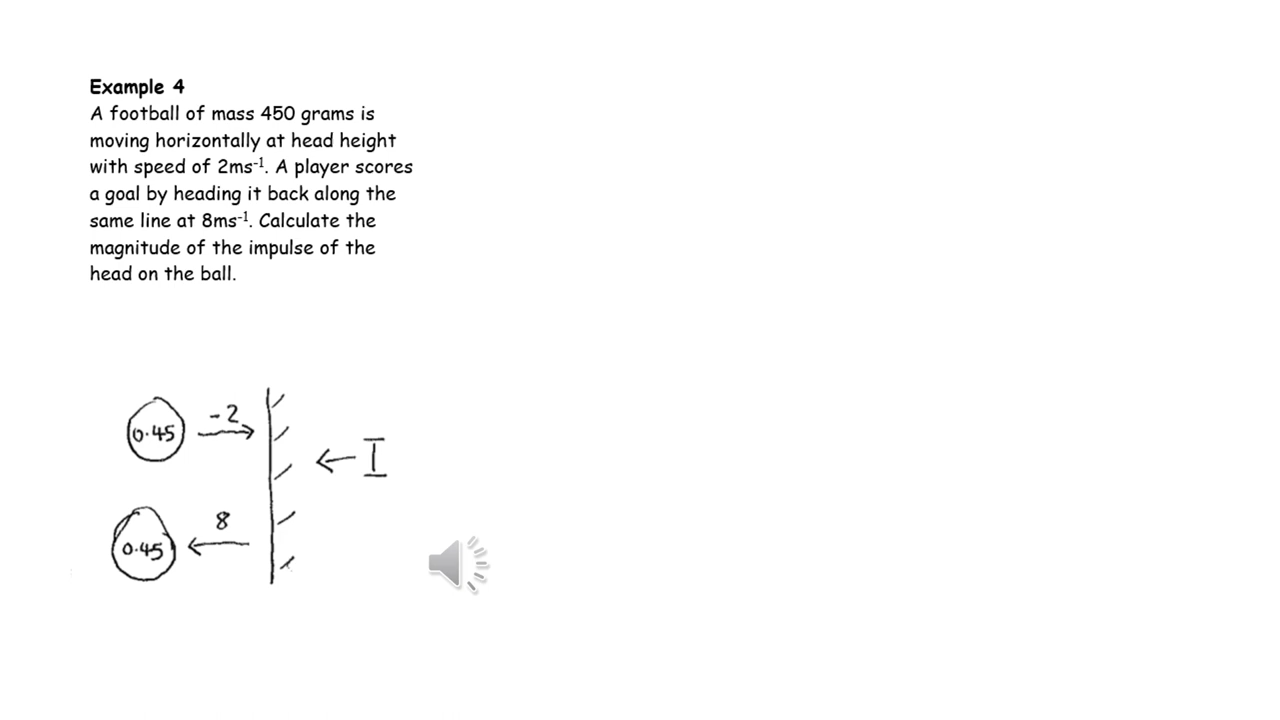 Example 4
A football of mass 450 grams is
moving horizontally at head height
with speed of 2ms⁻¹. A player scores
a goal by heading it back along the
same line at 8ms⁻¹. Calculate the
magnitude of the impulse of the
head on the ball.
0.45 -2
I
0.45 8